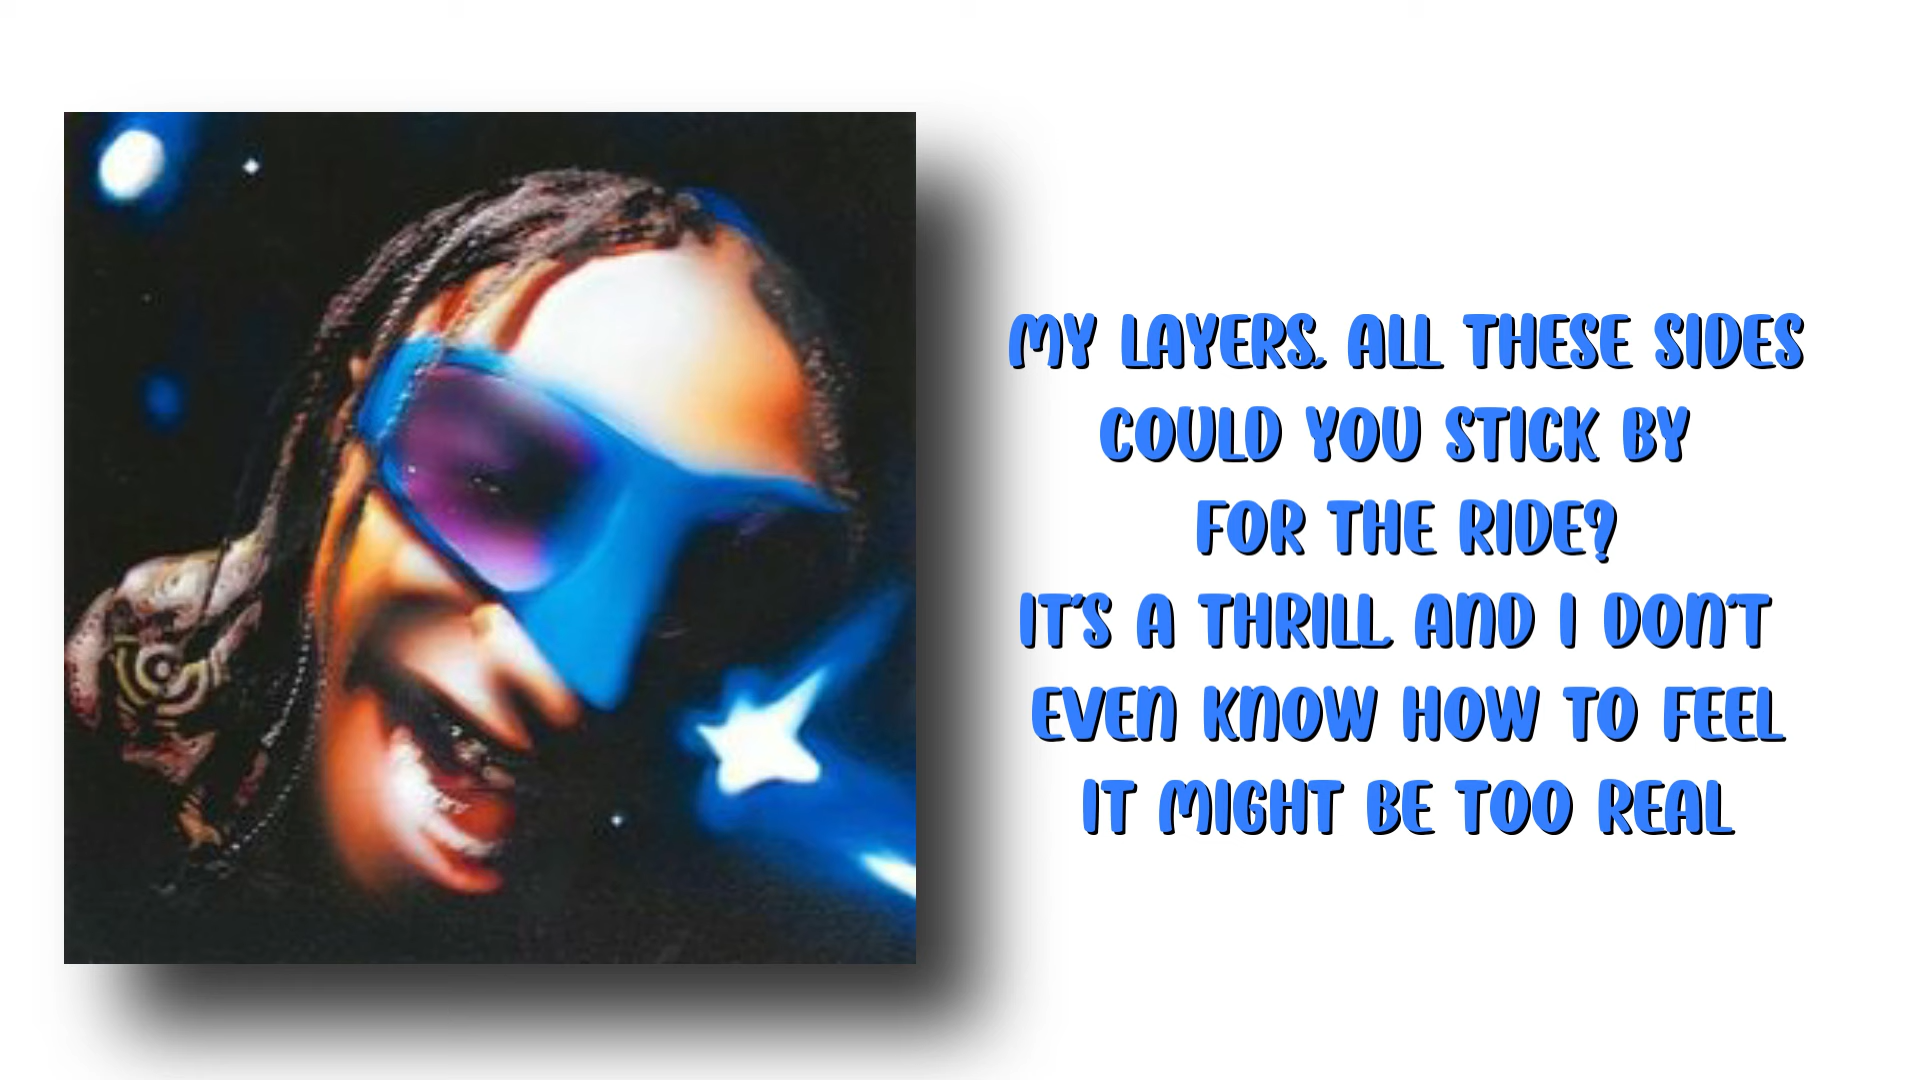 MY LAYERS, ALL THESE SIDES
COULD YOU STICK BY
FOR THE RIDE?
IT'S A THRILL, AND I DON'T
EVEN KNOW HOW TO FEEL
IT MIGHT BE TOO REAL